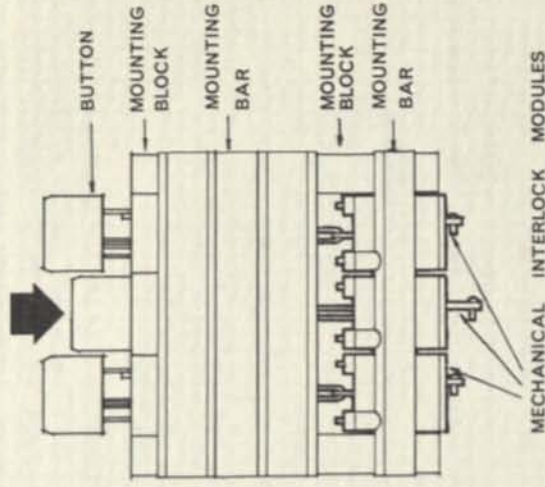 BUTTON
MOUNTING
BLOCK
MOUNTING
BAR
MOUNTING
BLOCK
MOUNTING
BAR
MECHANICAL INTERLOCK MODULES